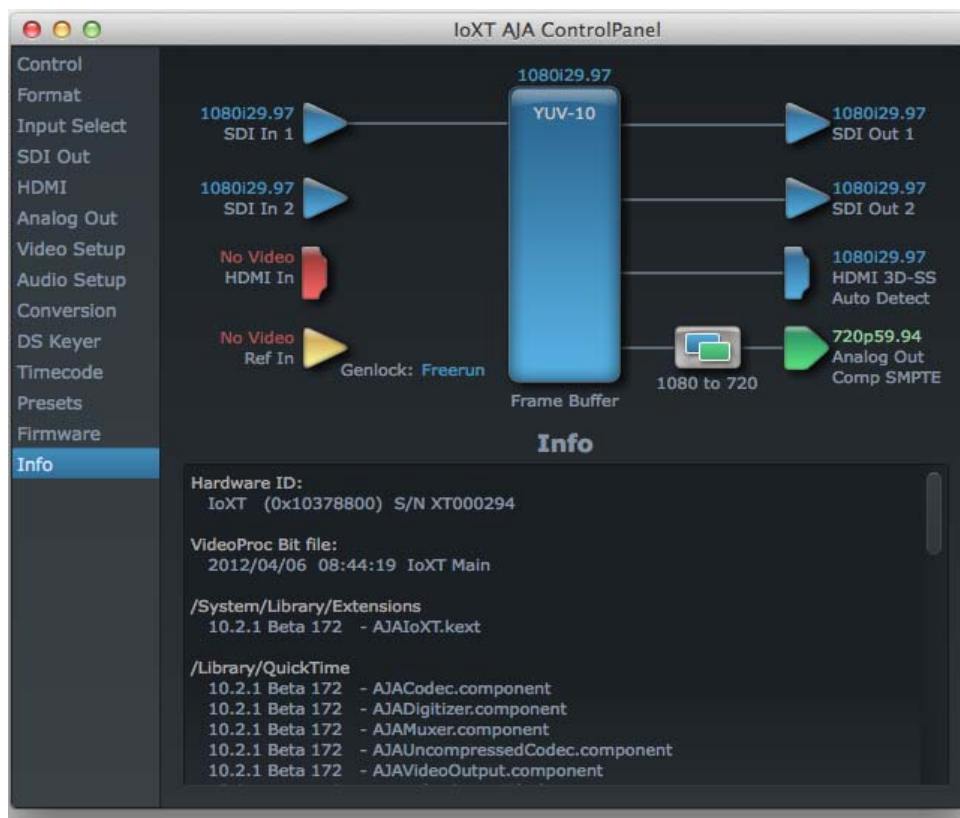 IoXT AJA ControlPanel
Control
Format
Input Select
SDI Out
HDMI
Analog Out
Video Setup
Audio Setup
Conversion
DS Keyer
Timecode
Presets
Firmware
Info
1080i29.97
YUV-10
Frame Buffer
1080i29.97
SDI In 1
1080i29.97
SDI In 2
No Video
HDMI In
No Video
Ref In
Genlock: Freerun
1080i29.97
SDI Out 1
1080i29.97
SDI Out 2
1080i29.97
HDMI 3D-SS
Auto Detect
1080 to 720
720p59.94
Analog Out
Comp SMPTE
Info
Hardware ID:
IoXT (0x10378800) S/N XT000294
VideoProc Bit file:
2012/04/06 08:44:19 IoXT Main
/System/Library/Extensions
10.2.1 Beta 172 - AJAIoXT.kext
/Library/QuickTime
10.2.1 Beta 172 - AJACodec.component
10.2.1 Beta 172 - AJADigitizer.component
10.2.1 Beta 172 - AJAMuxer.component
10.2.1 Beta 172 - AJAUncompressedCodec.component
10.2.1 Beta 172 - AJAVideoOutput.component